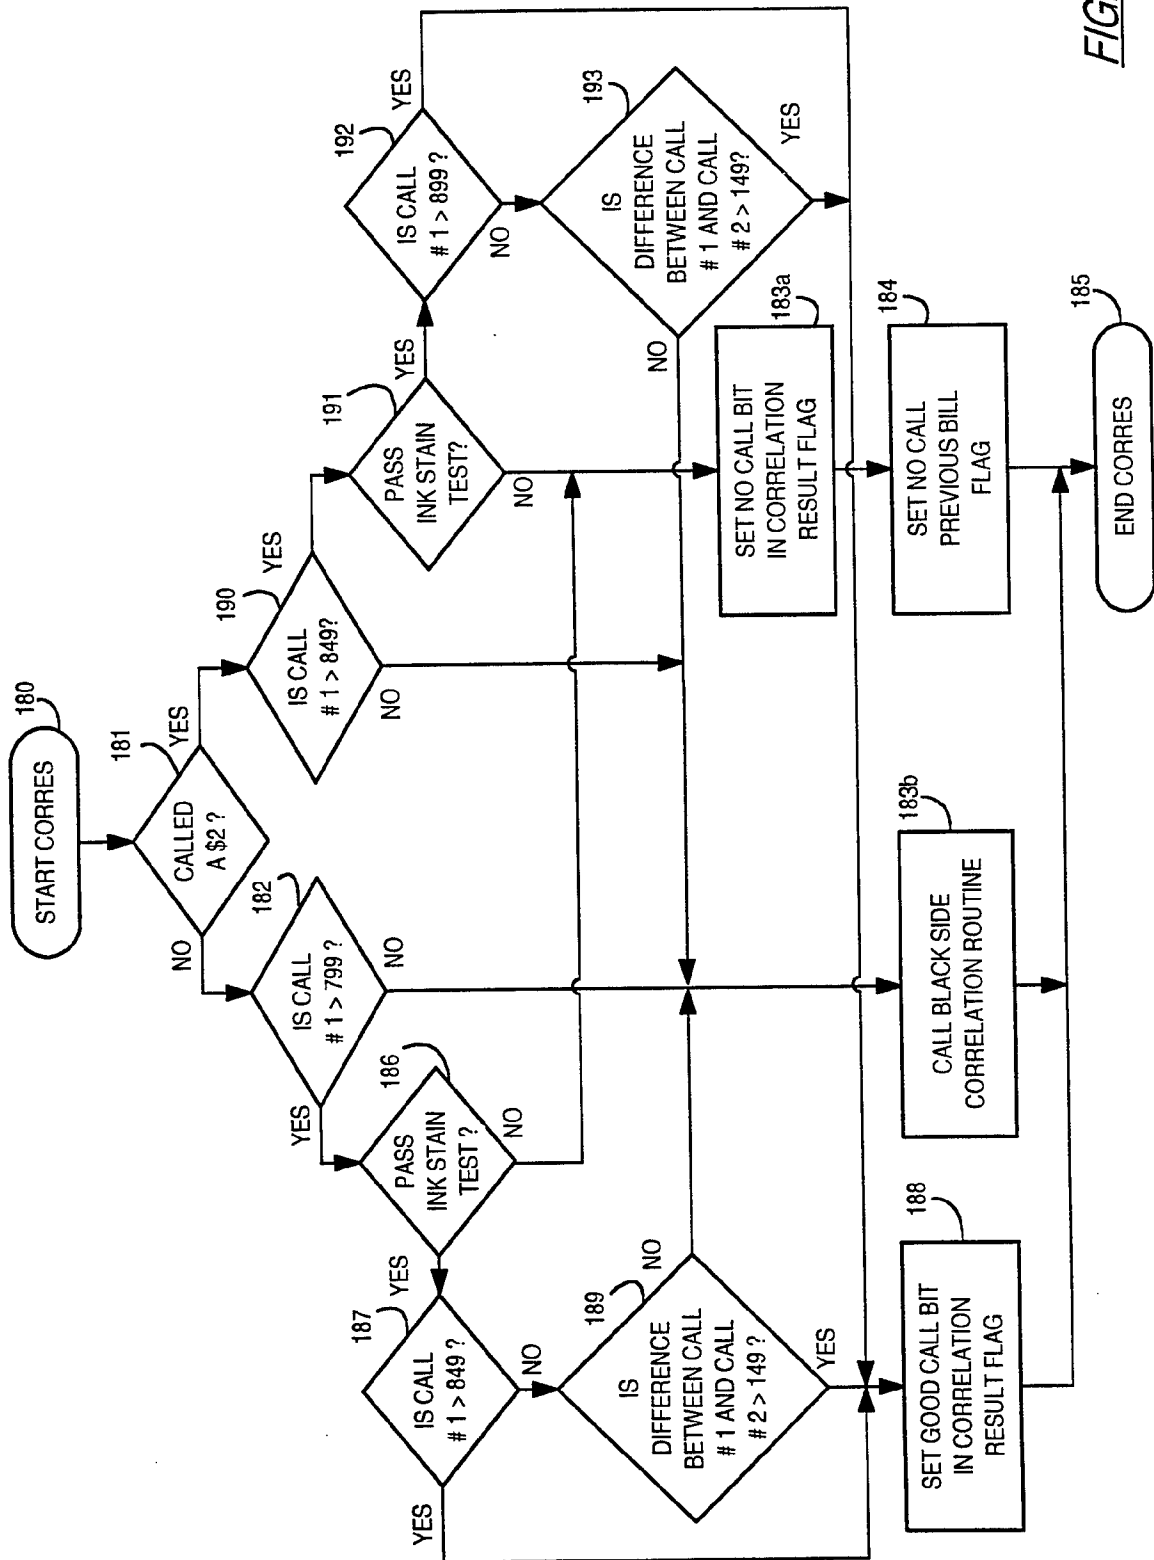 START CORRES
180
CALLED
A $2 ?
181
NO
YES
IS CALL
# 1 > 799 ?
182
YES
NO
IS CALL
# 1 > 849?
190
YES
NO
PASS
INK STAIN
TEST ?
186
YES
NO
PASS
INK STAIN
TEST?
191
YES
NO
IS CALL
# 1 > 849 ?
187
YES
NO
IS CALL
# 1 > 899 ?
192
YES
NO
IS
DIFFERENCE
BETWEEN CALL
# 1 AND CALL
# 2 > 149 ?
189
NO
YES
IS
DIFFERENCE
BETWEEN CALL
# 1 AND CALL
# 2 > 149?
193
NO
YES
SET NO CALL BIT
IN CORRELATION
RESULT FLAG
183a
SET GOOD CALL BIT
IN CORRELATION
RESULT FLAG
188
CALL BLACK SIDE
CORRELATION ROUTINE
183b
SET NO CALL
PREVIOUS BILL
FLAG
184
END CORRES
185
FIG.